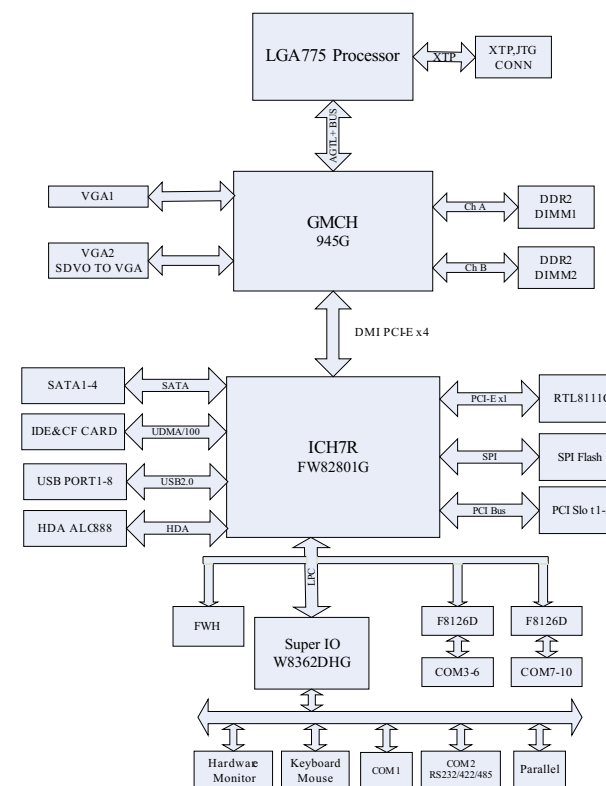 LGA775 Processor
XTP
XTP,JTG
CONN
AGTL+ BUS
VGA1
GMCH
945G
Ch A
DDR2
DIMM1
VGA2
SDVO TO VGA
Ch B
DDR2
DIMM2
DMI PCI-E x4
SATA1-4
SATA
ICH7R
FW82801G
PCI-E x1
RTL8111C
IDE&CF CARD
UDMA/100
SPI
SPI Flash
USB PORT1-8
USB2.0
PCI Bus
PCI Slot1-
HDA ALC888
HDA
LPC
FWH
Super IO
W8362DHG
F8126D
F8126D
COM3-6
COM7-10
Hardware
Monitor
Keyboard
Mouse
COM1
COM2
RS232/422/485
Parallel